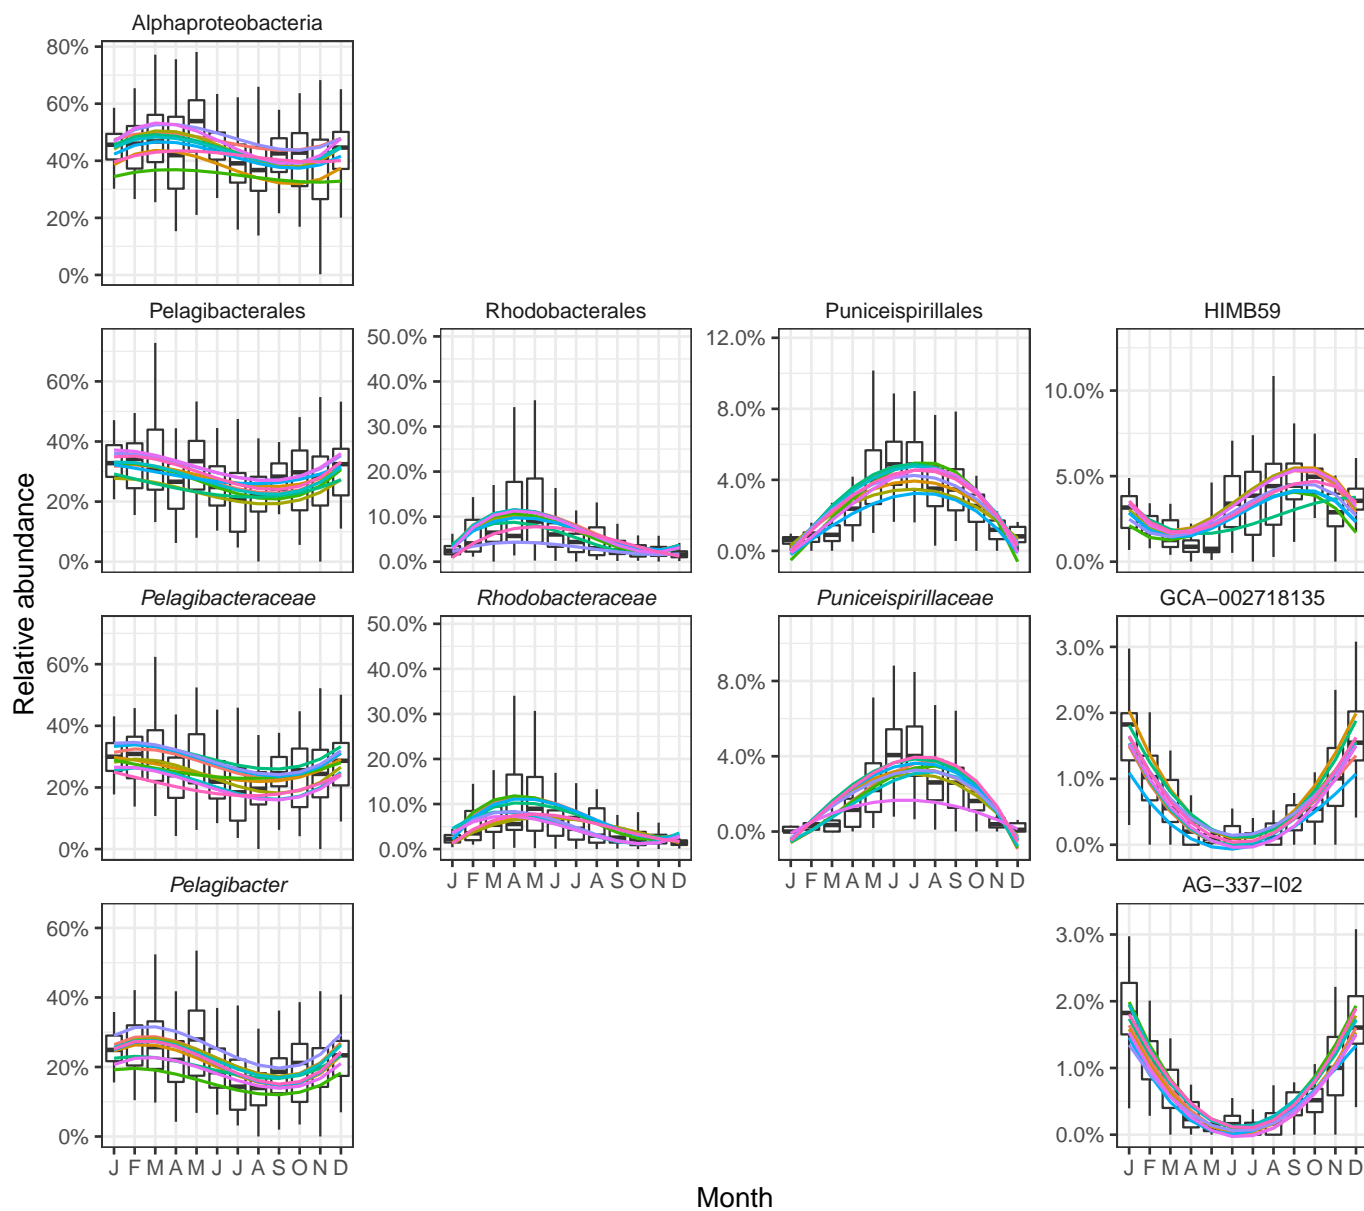 Alphaproteobacteria
80%
60%
40%
20%
0%
Pelagibacterales
Rhodobacterales
Puniceispirillales
HIMB59
60%
40%
20%
0%
50.0%
40.0%
30.0%
20.0%
10.0%
0.0%
12.0%
8.0%
4.0%
0.0%
10.0%
5.0%
0.0%
Relative abundance
Pelagibacteraceae
Rhodobacteraceae
Puniceispirillaceae
GCA−002718135
60%
40%
20%
0%
50.0%
40.0%
30.0%
20.0%
10.0%
0.0%
J F M A M J J A S O N D
8.0%
4.0%
0.0%
J F M A M J J A S O N D
3.0%
2.0%
1.0%
0.0%
Pelagibacter
AG−337−I02
60%
40%
20%
0%
J F M A M J J A S O N D
3.0%
2.0%
1.0%
0.0%
J F M A M J J A S O N D
Month